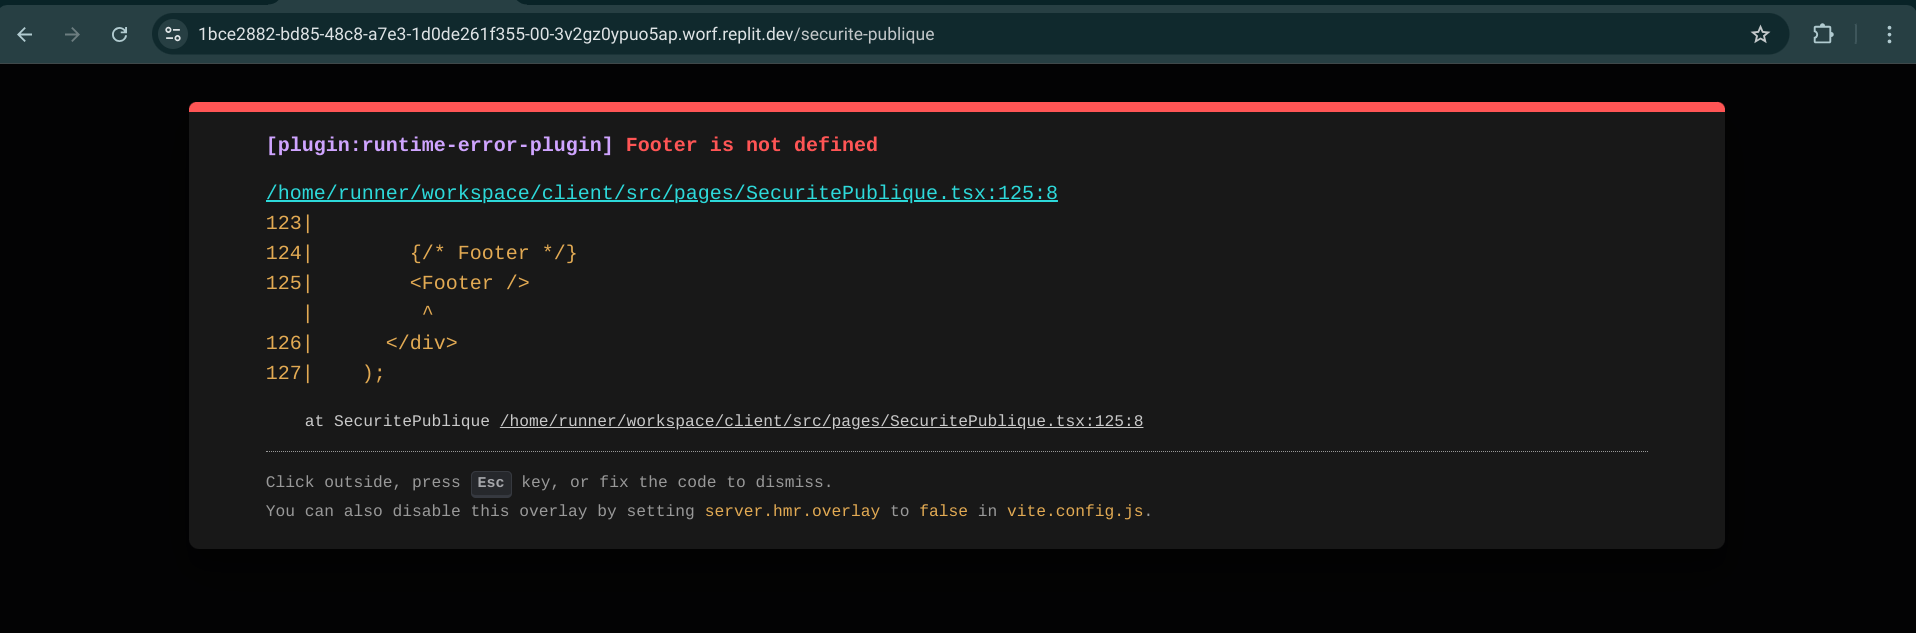 1bce2882-bd85-48c8-a7e3-1d0de261f355-00-3v2gz0ypuo5ap.worf.replit.dev/securite-publique
[plugin:runtime-error-plugin] Footer is not defined
/home/runner/workspace/client/src/pages/SecuritePublique.tsx:125:8
123|
124|        {/* Footer */}
125|        <Footer />
   |         ^
126|      </div>
127|    );
at SecuritePublique /home/runner/workspace/client/src/pages/SecuritePublique.tsx:125:8
Click outside, press Esc key, or fix the code to dismiss.
You can also disable this overlay by setting server.hmr.overlay to false in vite.config.js.